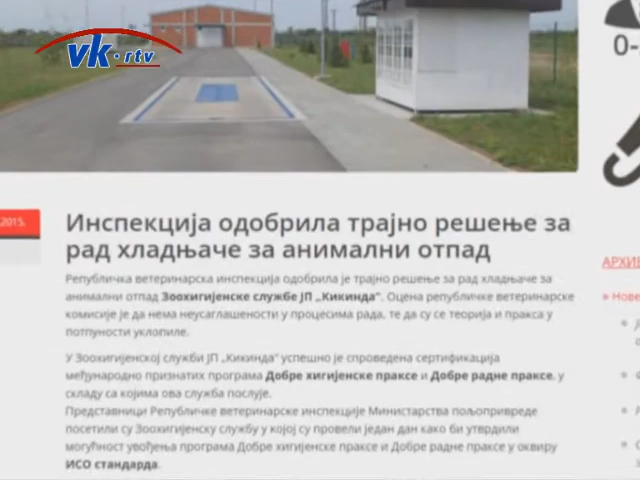 vk.rtv
0-
2015.
Инспекција одобрила трајно решење за
рад хладњаче за анимални отпад
Републичка ветеринарска инспекција одобрила је трајно решење за рад хладњаче за
анимални отпад Зоохигијенске службе ЈП „Кикинда". Оцена републичке ветеринарске
комисије је да нема неусаглашености у процесима рада, те да су се теорија и пракса у
потпуности уклопиле.
У Зоохигијенској служби ЈП „Кикинда" успешно је спроведена сертификација
међународно признатих програма Добре хигијенске праксе и Добре радне праксе, у
складу са којима ова служба послује.
Представници Републичке ветеринарске инспекције Министарства пољопривреде
посетили су Зоохигијенску службу у којој су провели један дан како би утврдили
могућност увођења програма Добре хигијенске праксе и Добре радне праксе у оквиру
ИСО стандарда.
АРХИВ
» Нове